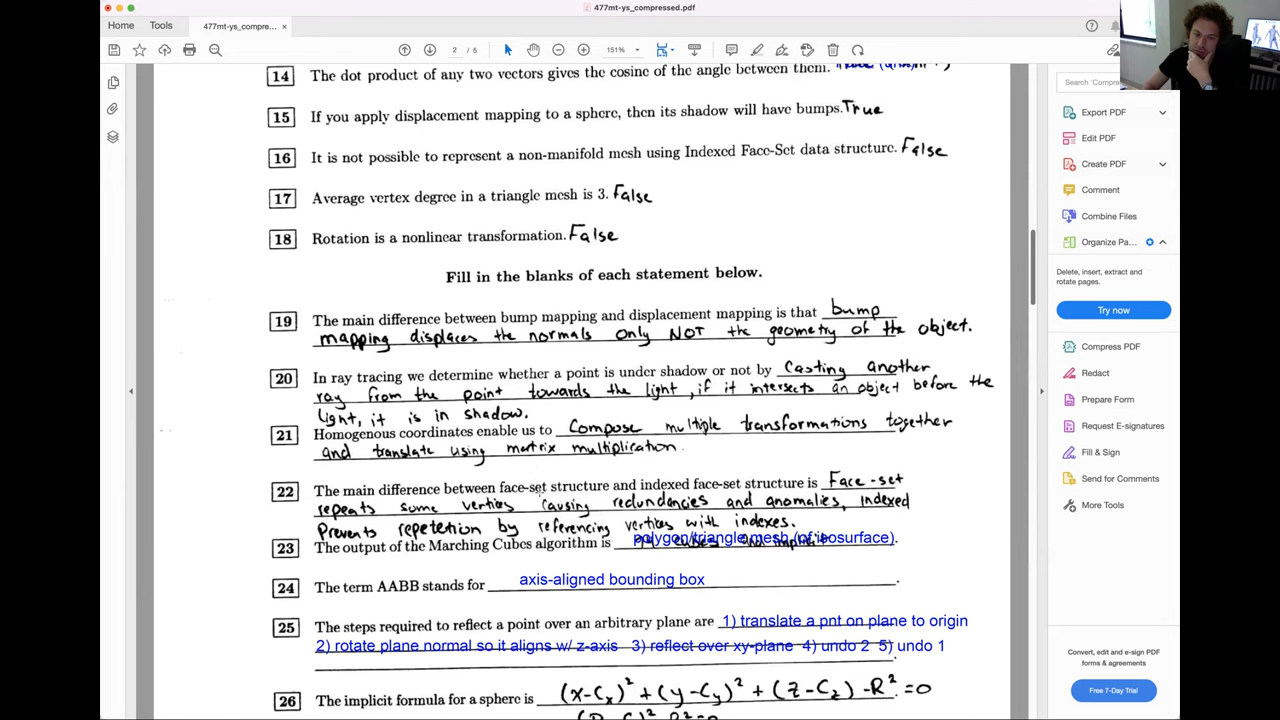 477mt-ys_compressed.pdf
Home Tools 477mt-ys_compre... ×
2 / 5 151%
14 The dot product of any two vectors gives the cosine of the angle between them.
15 If you apply displacement mapping to a sphere, then its shadow will have bumps. True
16 It is not possible to represent a non-manifold mesh using Indexed Face-Set data structure. False
17 Average vertex degree in a triangle mesh is 3. False
18 Rotation is a nonlinear transformation. False
Fill in the blanks of each statement below.
19 The main difference between bump mapping and displacement mapping is that bump
mapping displaces the normals only NOT the geometry of the object.
20 In ray tracing we determine whether a point is under shadow or not by casting another
ray from the point towards the light, if it intersects an object before the
light, it is in shadow.
21 Homogenous coordinates enable us to compose multiple transformations together
and translate using matrix multiplication.
22 The main difference between face-set structure and indexed face-set structure is Face-set
repeats some vertices causing redundancies and anomalies, indexed
prevents repetetion by referencing vertices with indexes.
23 The output of the Marching Cubes algorithm is polygon/triangle mesh (of isosurface).
24 The term AABB stands for axis-aligned bounding box.
25 The steps required to reflect a point over an arbitrary plane are 1) translate a pnt on plane to origin
2) rotate plane normal so it aligns w/ z-axis 3) reflect over xy-plane 4) undo 2 5) undo 1
26 The implicit formula for a sphere is (x-Cx)² + (y-Cy)² + (z-Cz) - R² = 0
Search 'Compre
Export PDF
Edit PDF
Create PDF
Comment
Combine Files
Organize Pa...
Delete, insert, extract and
rotate pages.
Try now
Compress PDF
Redact
Prepare Form
Request E-signatures
Fill & Sign
Send for Comments
More Tools
Convert, edit and e-sign PDF
forms & agreements
Free 7-Day Trial